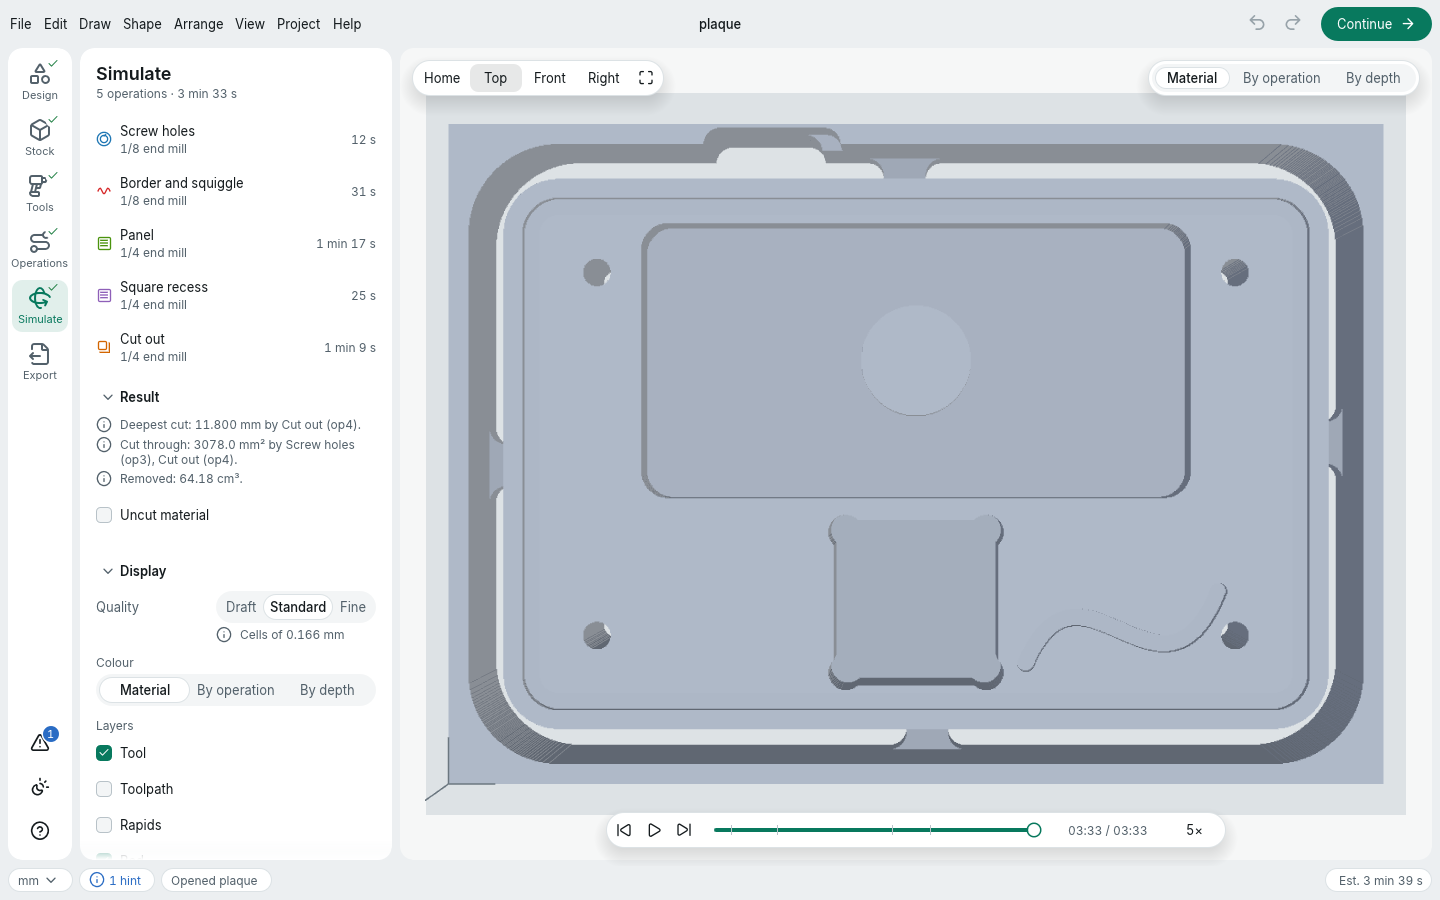 File Edit Draw Shape Arrange View Project Help
plaque
Continue
Design
Stock
Tools
Operations
Simulate
Export
1
Simulate
5 operations · 3 min 33 s
Screw holes
1/8 end mill
12 s
Border and squiggle
1/8 end mill
31 s
Panel
1/4 end mill
1 min 17 s
Square recess
1/4 end mill
25 s
Cut out
1/4 end mill
1 min 9 s
Result
Deepest cut: 11.800 mm by Cut out (op4).
Cut through: 3078.0 mm² by Screw holes
(op3), Cut out (op4).
Removed: 64.18 cm³.
Uncut material
Display
Quality
Draft Standard Fine
Cells of 0.166 mm
Colour
Material By operation By depth
Layers
Tool
Toolpath
Rapids
Home Top Front Right
Material By operation By depth
03:33 / 03:33
5×
mm
1 hint
Opened plaque
Est. 3 min 39 s